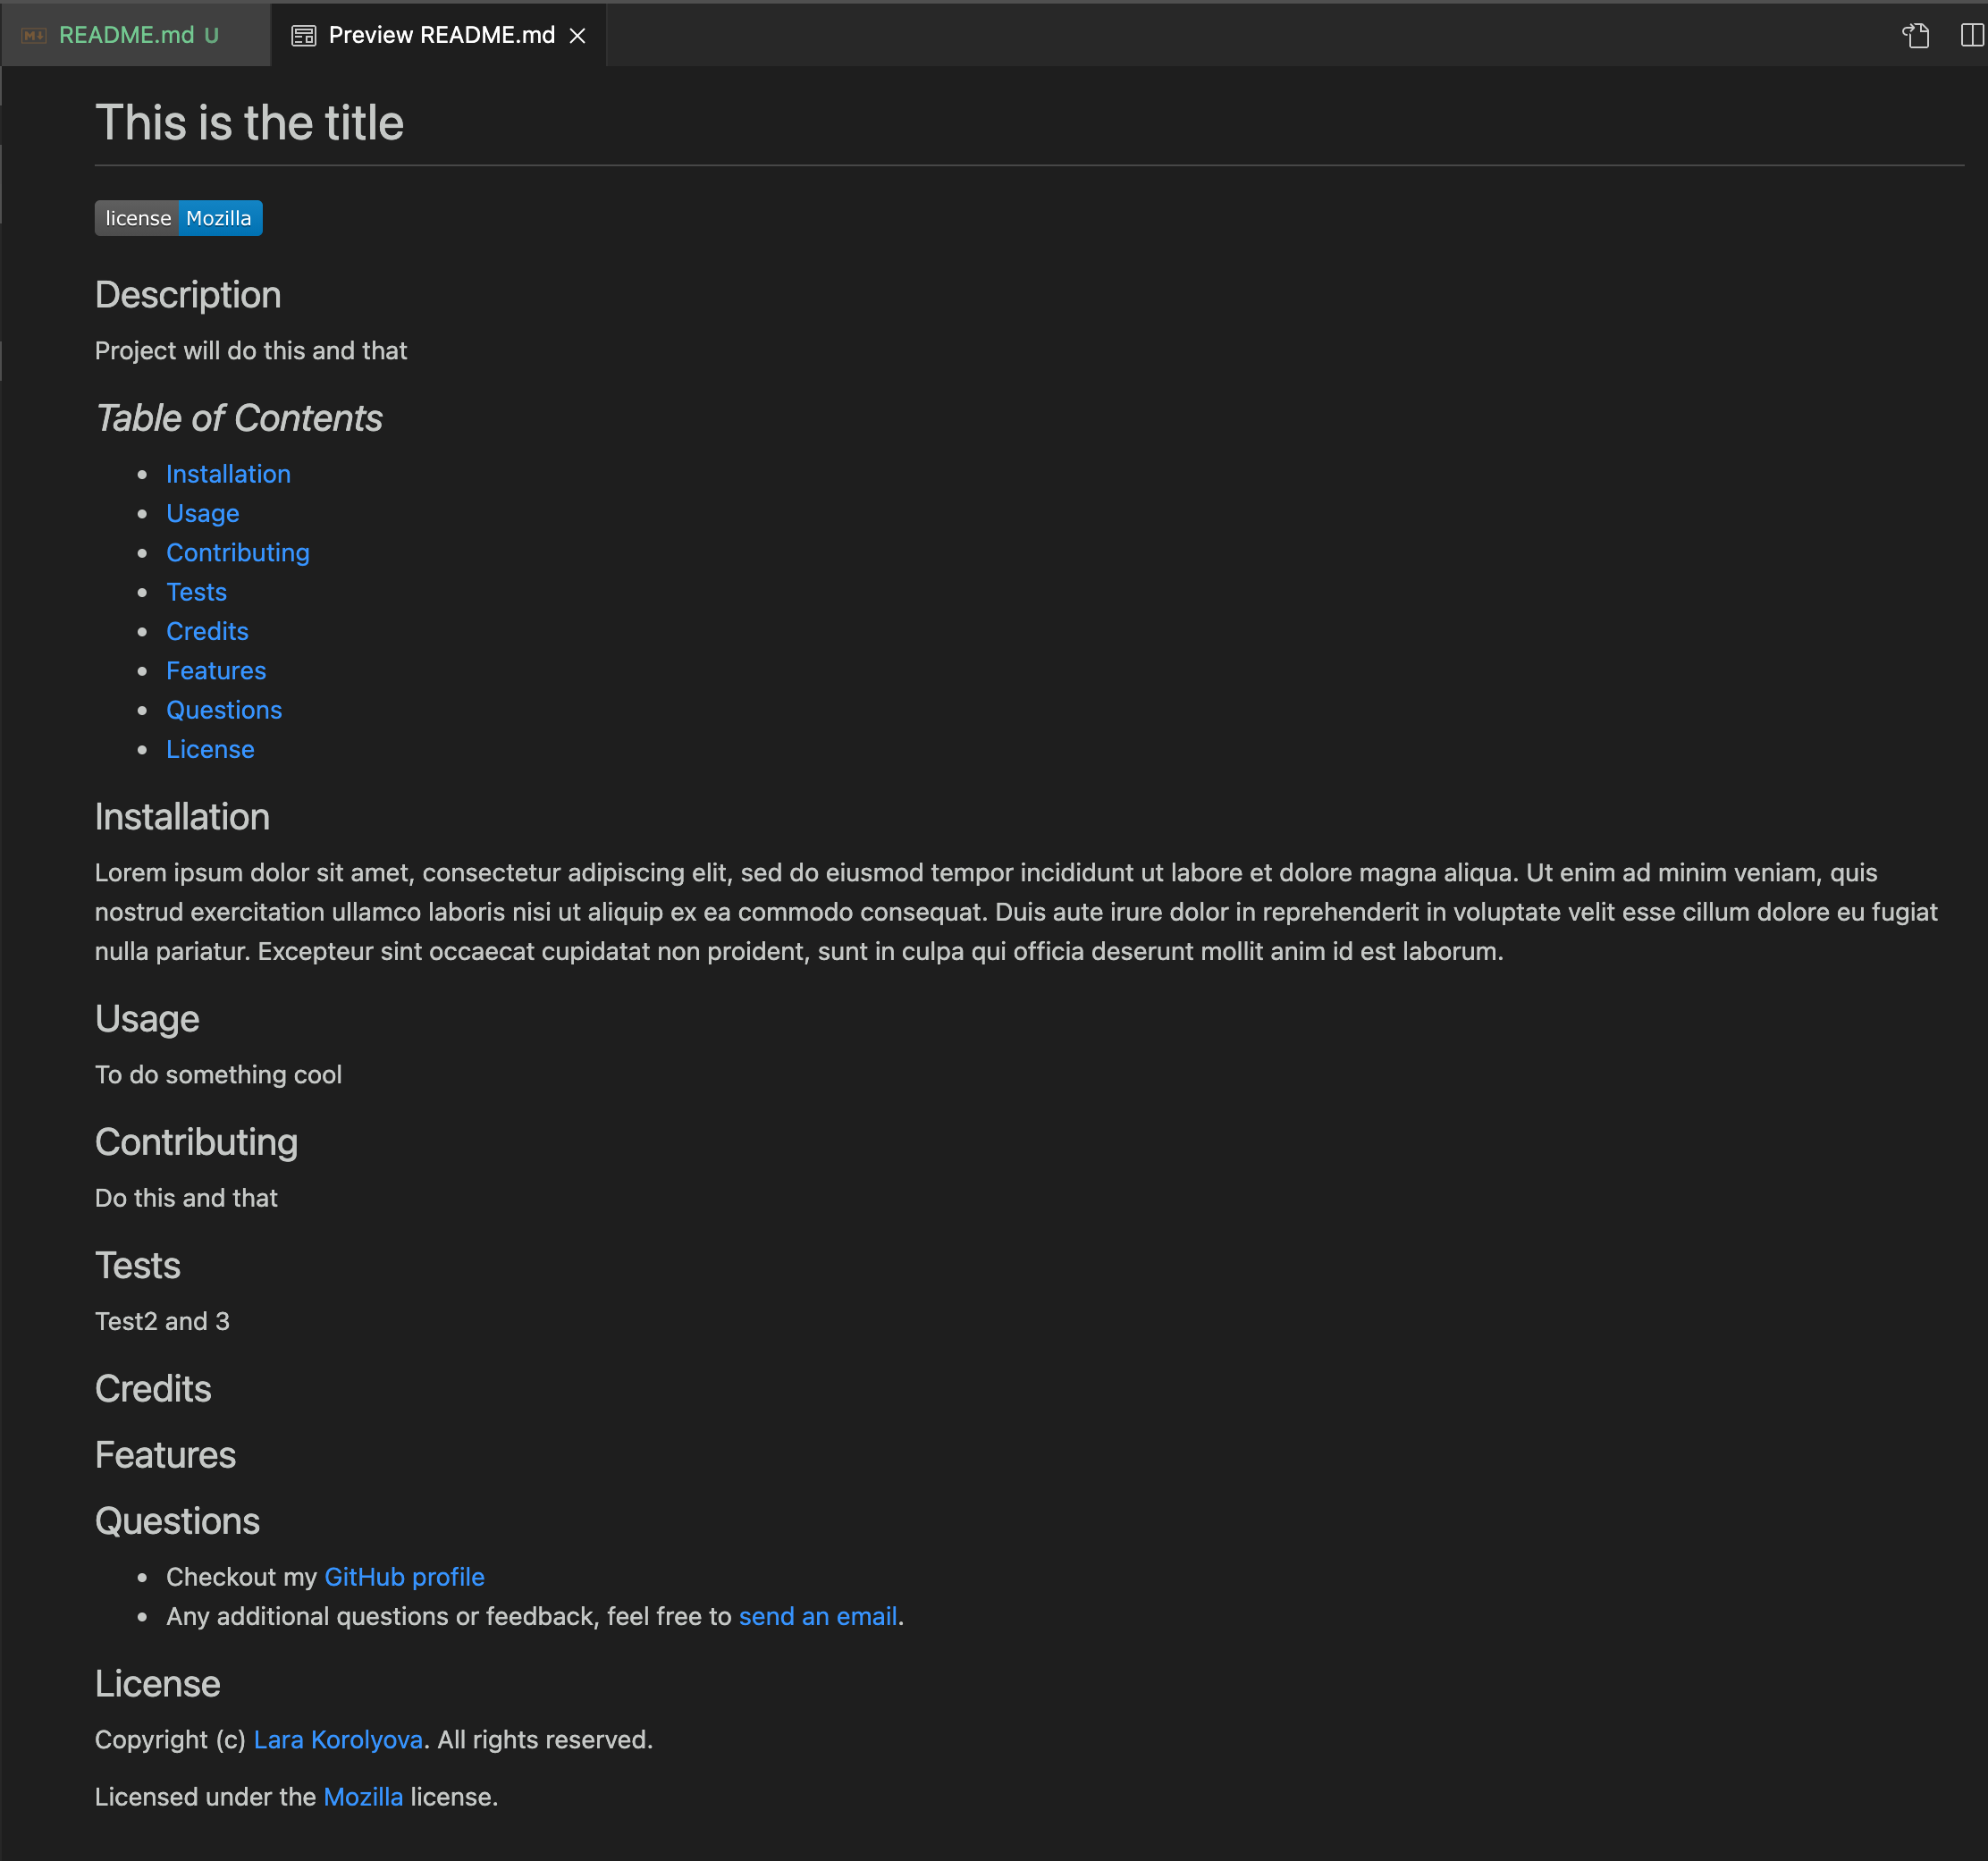 README.md U
Preview README.md
This is the title
license Mozilla
Description
Project will do this and that
Table of Contents
Installation
Usage
Contributing
Tests
Credits
Features
Questions
License
Installation
Lorem ipsum dolor sit amet, consectetur adipiscing elit, sed do eiusmod tempor incididunt ut labore et dolore magna aliqua. Ut enim ad minim veniam, quis
nostrud exercitation ullamco laboris nisi ut aliquip ex ea commodo consequat. Duis aute irure dolor in reprehenderit in voluptate velit esse cillum dolore eu fugiat
nulla pariatur. Excepteur sint occaecat cupidatat non proident, sunt in culpa qui officia deserunt mollit anim id est laborum.
Usage
To do something cool
Contributing
Do this and that
Tests
Test2 and 3
Credits
Features
Questions
Checkout my GitHub profile
Any additional questions or feedback, feel free to send an email.
License
Copyright (c) Lara Korolyova. All rights reserved.
Licensed under the Mozilla license.